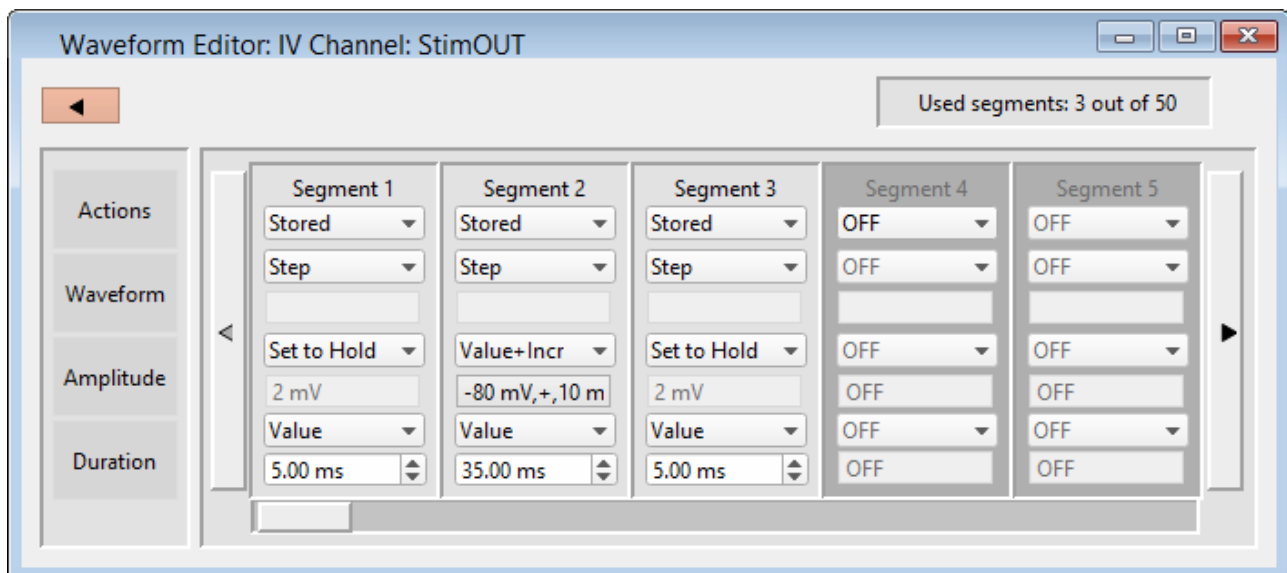 Waveform Editor: IV Channel: StimOUT
Used segments: 3 out of 50
Actions
Waveform
Amplitude
Duration
Segment 1
Stored
Step
Set to Hold
2 mV
Value
5.00 ms
Segment 2
Stored
Step
Value+Incr
-80 mV,+,10 m
Value
35.00 ms
Segment 3
Stored
Step
Set to Hold
2 mV
Value
5.00 ms
Segment 4
OFF
OFF
OFF
OFF
OFF
OFF
Segment 5
OFF
OFF
OFF
OFF
OFF
OFF